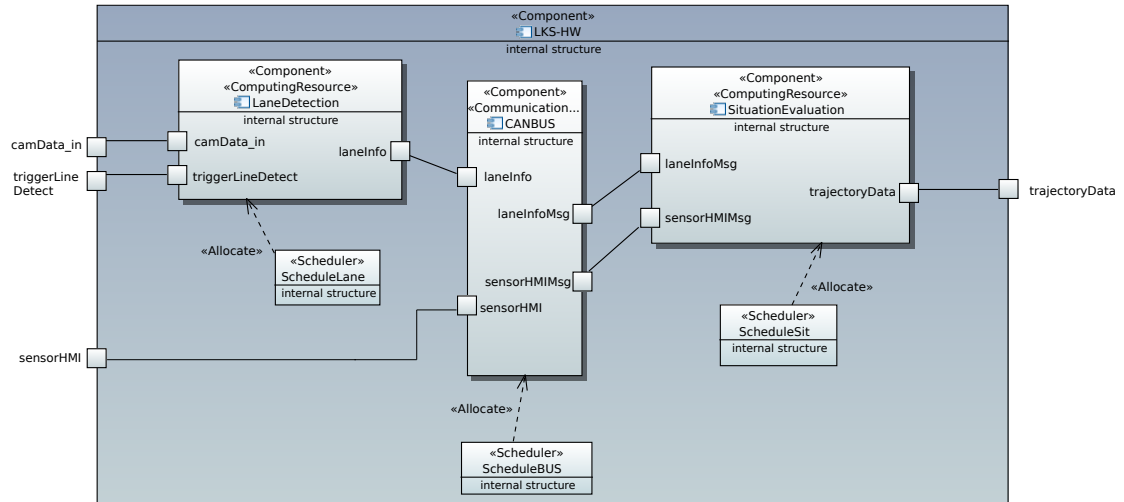 «Component»
LKS-HW
internal structure
«Component»
«ComputingResource»
LaneDetection
internal structure
camData_in
triggerLineDetect
laneInfo
«Component»
«Communication...
CANBUS
internal structure
laneInfo
laneInfoMsg
sensorHMIMsg
sensorHMI
«Component»
«ComputingResource»
SituationEvaluation
internal structure
laneInfoMsg
trajectoryData
sensorHMIMsg
camData_in
triggerLine
Detect
sensorHMI
trajectoryData
«Allocate»
«Scheduler»
ScheduleLane
internal structure
«Allocate»
«Scheduler»
ScheduleSit
internal structure
«Allocate»
«Scheduler»
ScheduleBUS
internal structure